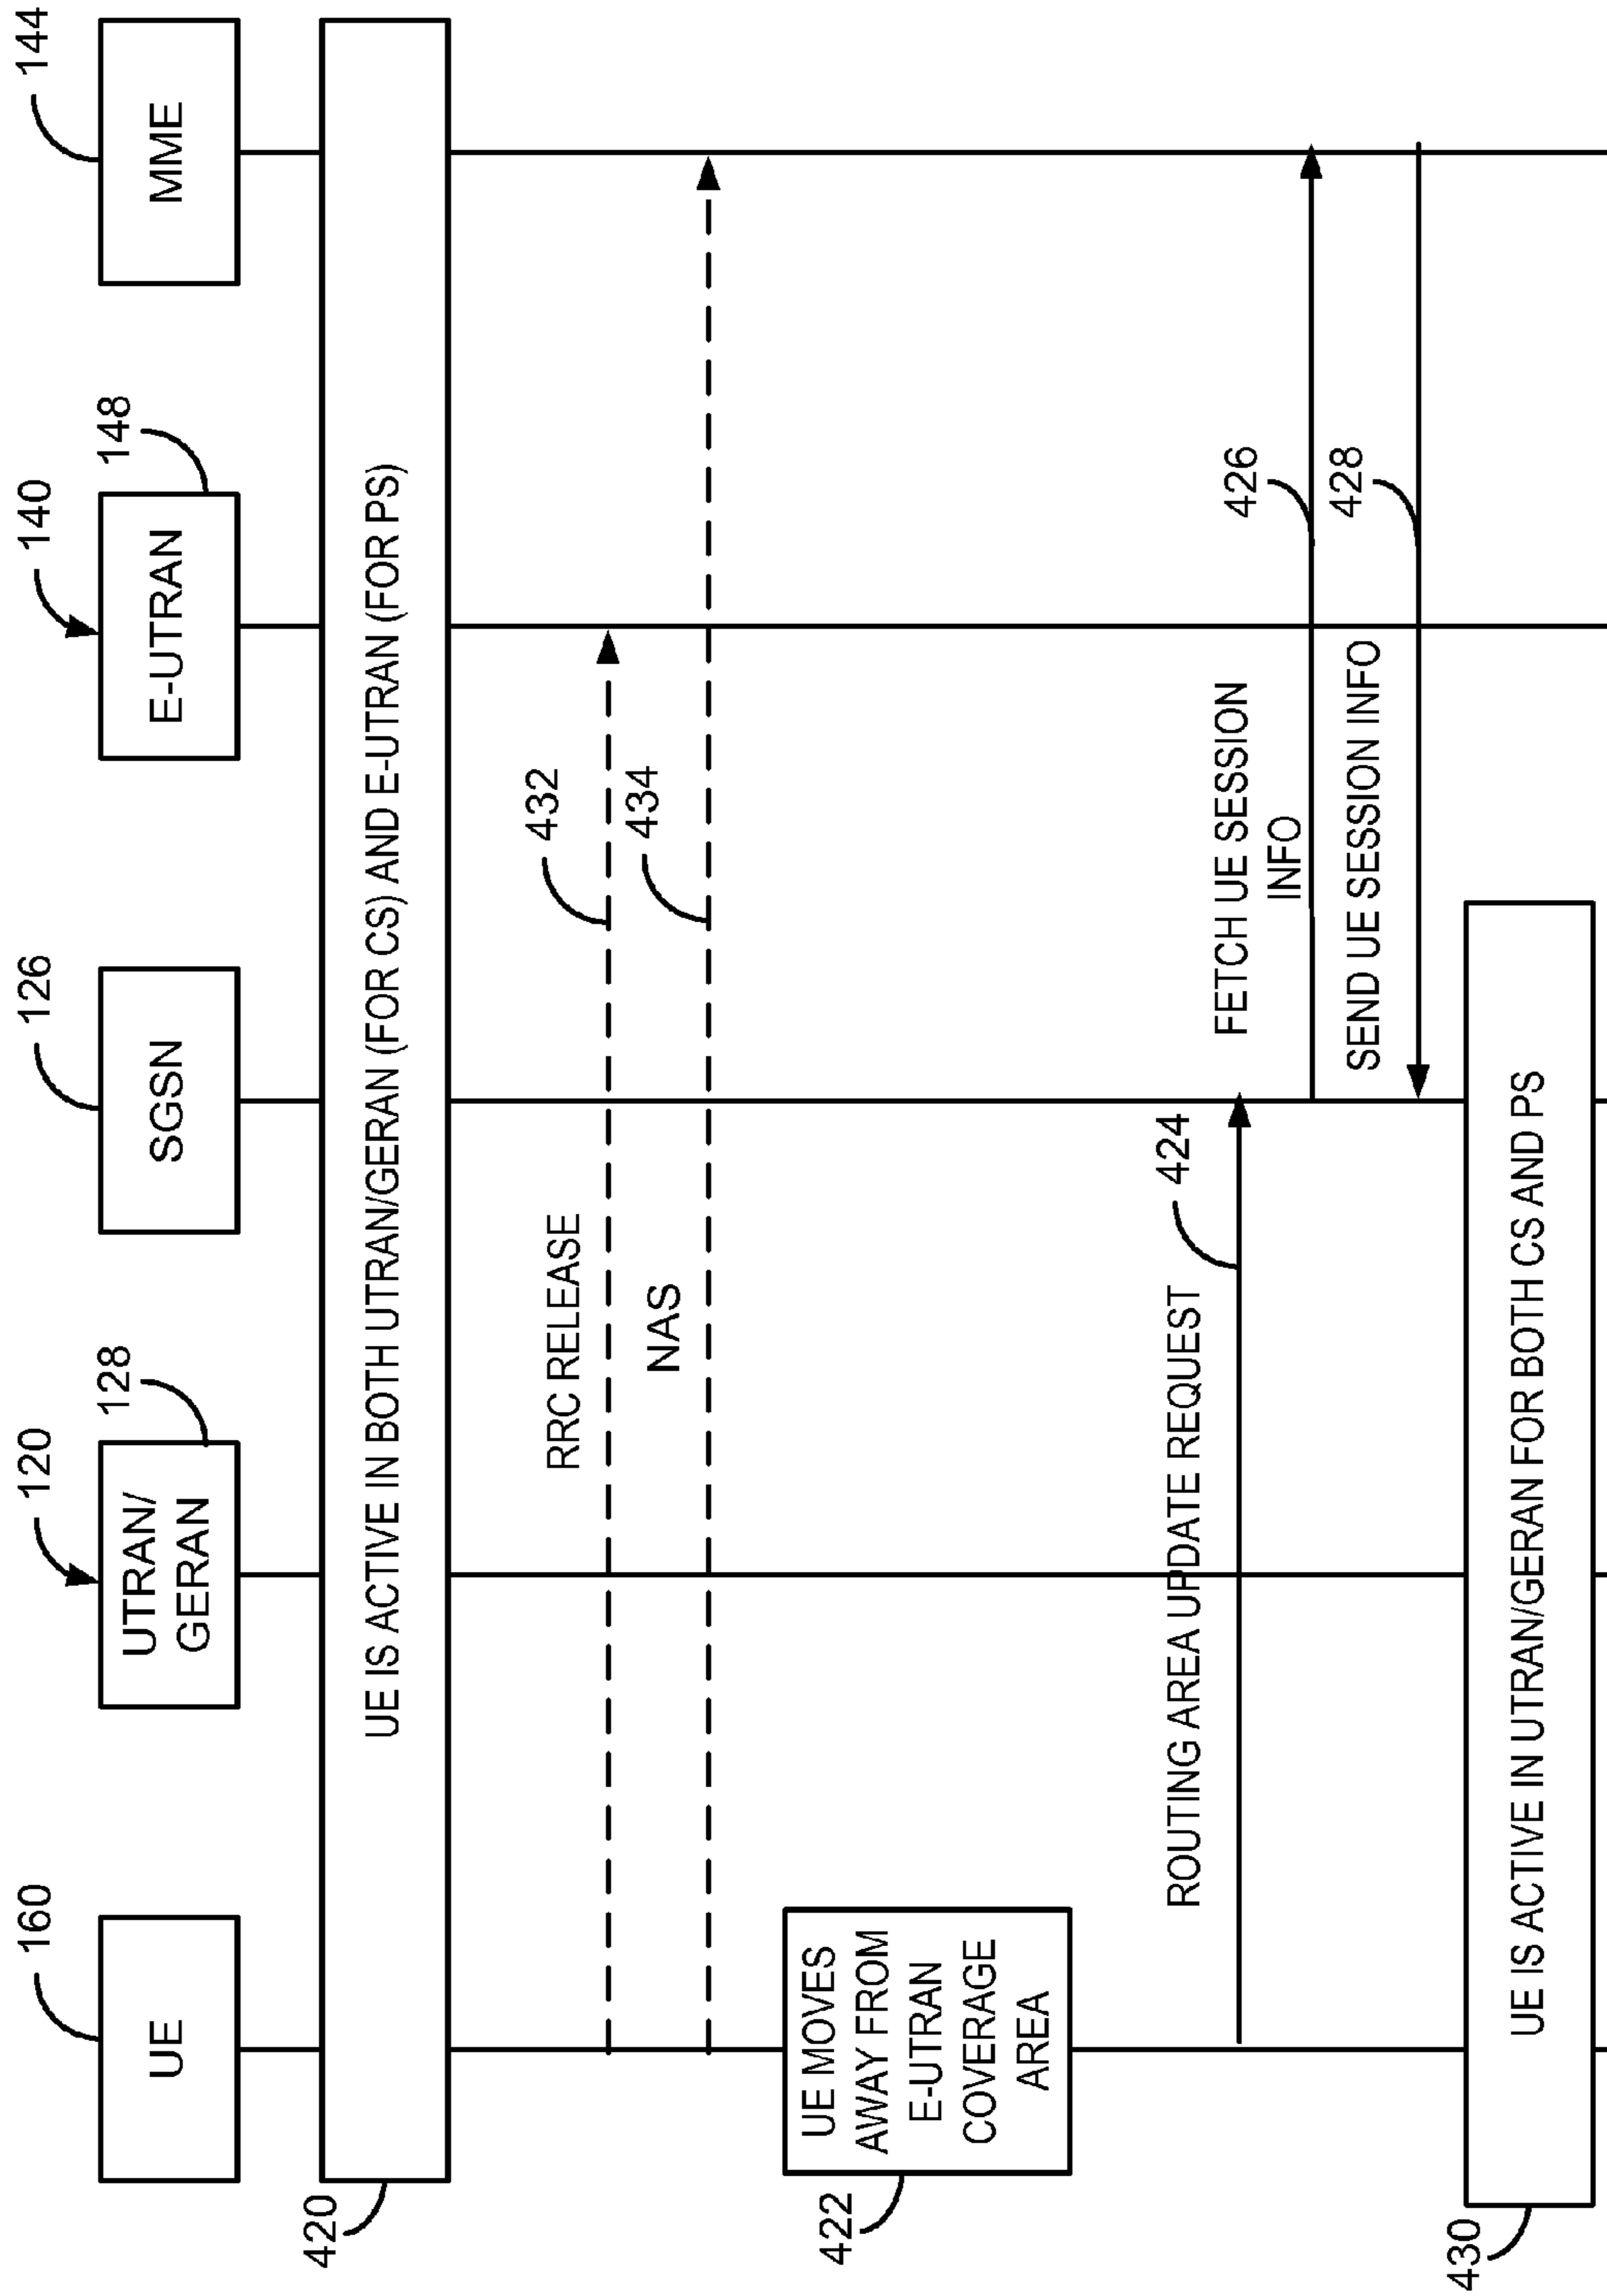 160
120
126
140
144
UE
UTRAN/
GERAN
128
SGSN
E-UTRAN
148
MME
420
UE IS ACTIVE IN BOTH UTRAN/GERAN (FOR CS) AND E-UTRAN (FOR PS)
RRC RELEASE
432
NAS
434
422
UE MOVES
AWAY FROM
E-UTRAN
COVERAGE
AREA
ROUTING AREA UPDATE REQUEST
424
FETCH UE SESSION
INFO
426
SEND UE SESSION INFO
428
430
UE IS ACTIVE IN UTRAN/GERAN FOR BOTH CS AND PS